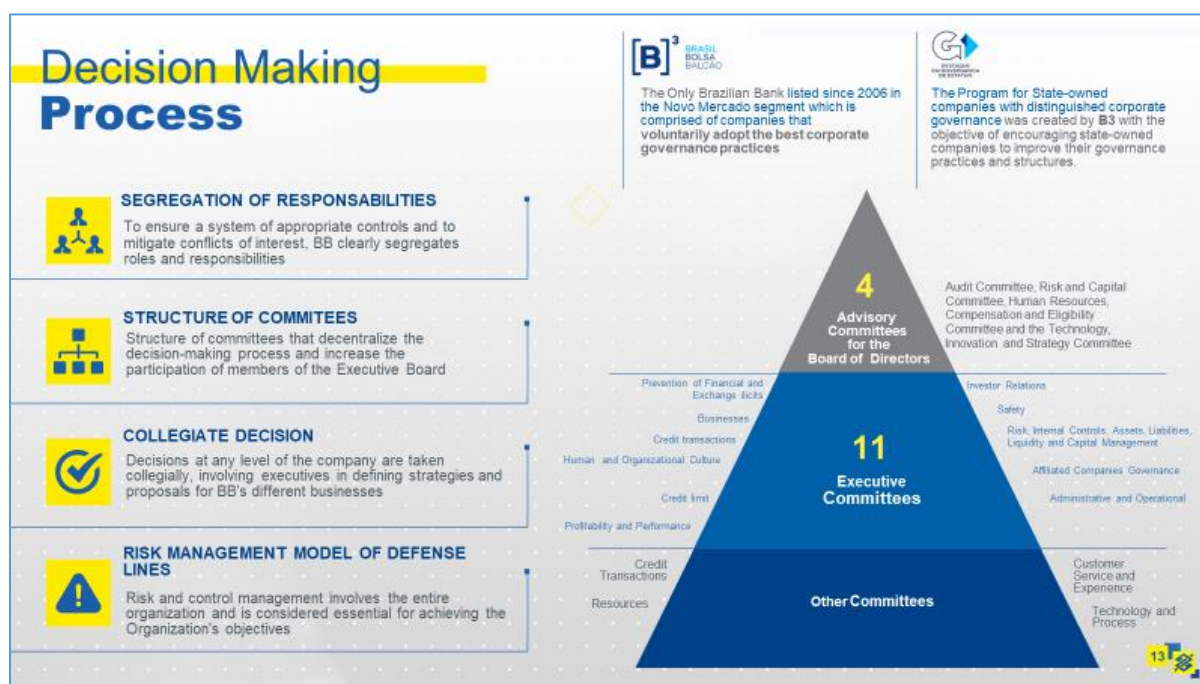 Decision Making
Process
[B]³ BRASIL
BOLSA
BALCÃO
The Only Brazilian Bank listed since 2006 in
the Novo Mercado segment which is
comprised of companies that
voluntarily adopt the best corporate
governance practices
DESTAQUE
EM GOVERNANÇA
DE ESTATAIS
The Program for State-owned
companies with distinguished corporate
governance was created by B3 with the
objective of encouraging state-owned
companies to improve their governance
practices and structures.
SEGREGATION OF RESPONSABILITIES
To ensure a system of appropriate controls and to
mitigate conflicts of interest, BB clearly segregates
roles and responsibilities
STRUCTURE OF COMMITEES
Structure of committees that decentralize the
decision-making process and increase the
participation of members of the Executive Board
COLLEGIATE DECISION
Decisions at any level of the company are taken
collegially, involving executives in defining strategies and
proposals for BB's different businesses
RISK MANAGEMENT MODEL OF DEFENSE
LINES
Risk and control management involves the entire
organization and is considered essential for achieving the
Organization's objectives
4
Advisory
Committees
for the
Board of Directors
Audit Committee, Risk and Capital
Committee, Human Resources,
Compensation and Eligibility
Committee and the Technology,
Innovation and Strategy Committee
Prevention of Financial and
Exchange ilicits
Businesses
Credit transactions
Human and Organizational Culture
Credit limit
Profitability and Performance
11
Executive
Committees
Investor Relations
Safety
Risk, Internal Controls, Assets, Liabilities,
Liquidity and Capital Management
Affiliated Companies Governance
Administrative and Operational
Credit
Transactions
Resources
Other Committees
Customer
Service and
Experience
Technology and
Process
13